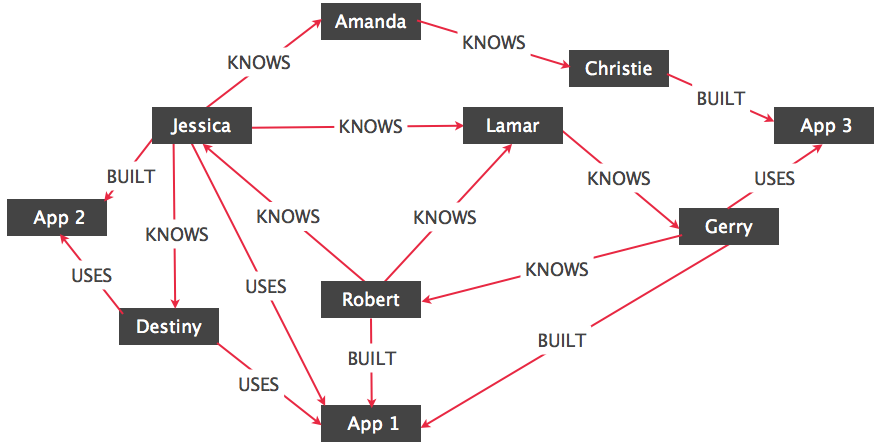 Amanda
KNOWS
KNOWS
Christie
BUILT
Jessica
KNOWS
Lamar
App 3
BUILT
KNOWS
USES
App 2
KNOWS
KNOWS
KNOWS
Gerry
USES
USES
KNOWS
Robert
Destiny
BUILT
BUILT
USES
App 1